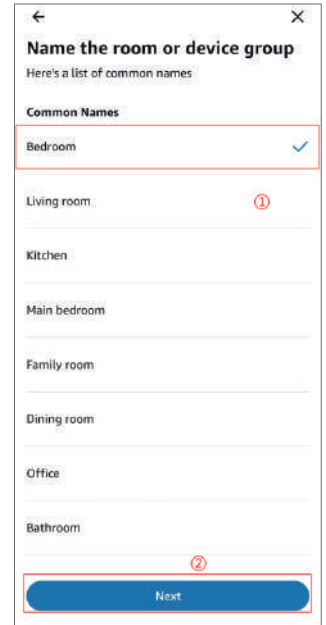 Name the room or device group
Here's a list of common names
Common Names
Bedroom
Living room
①
Kitchen
Main bedroom
Family room
Dining room
Office
Bathroom
②
Next